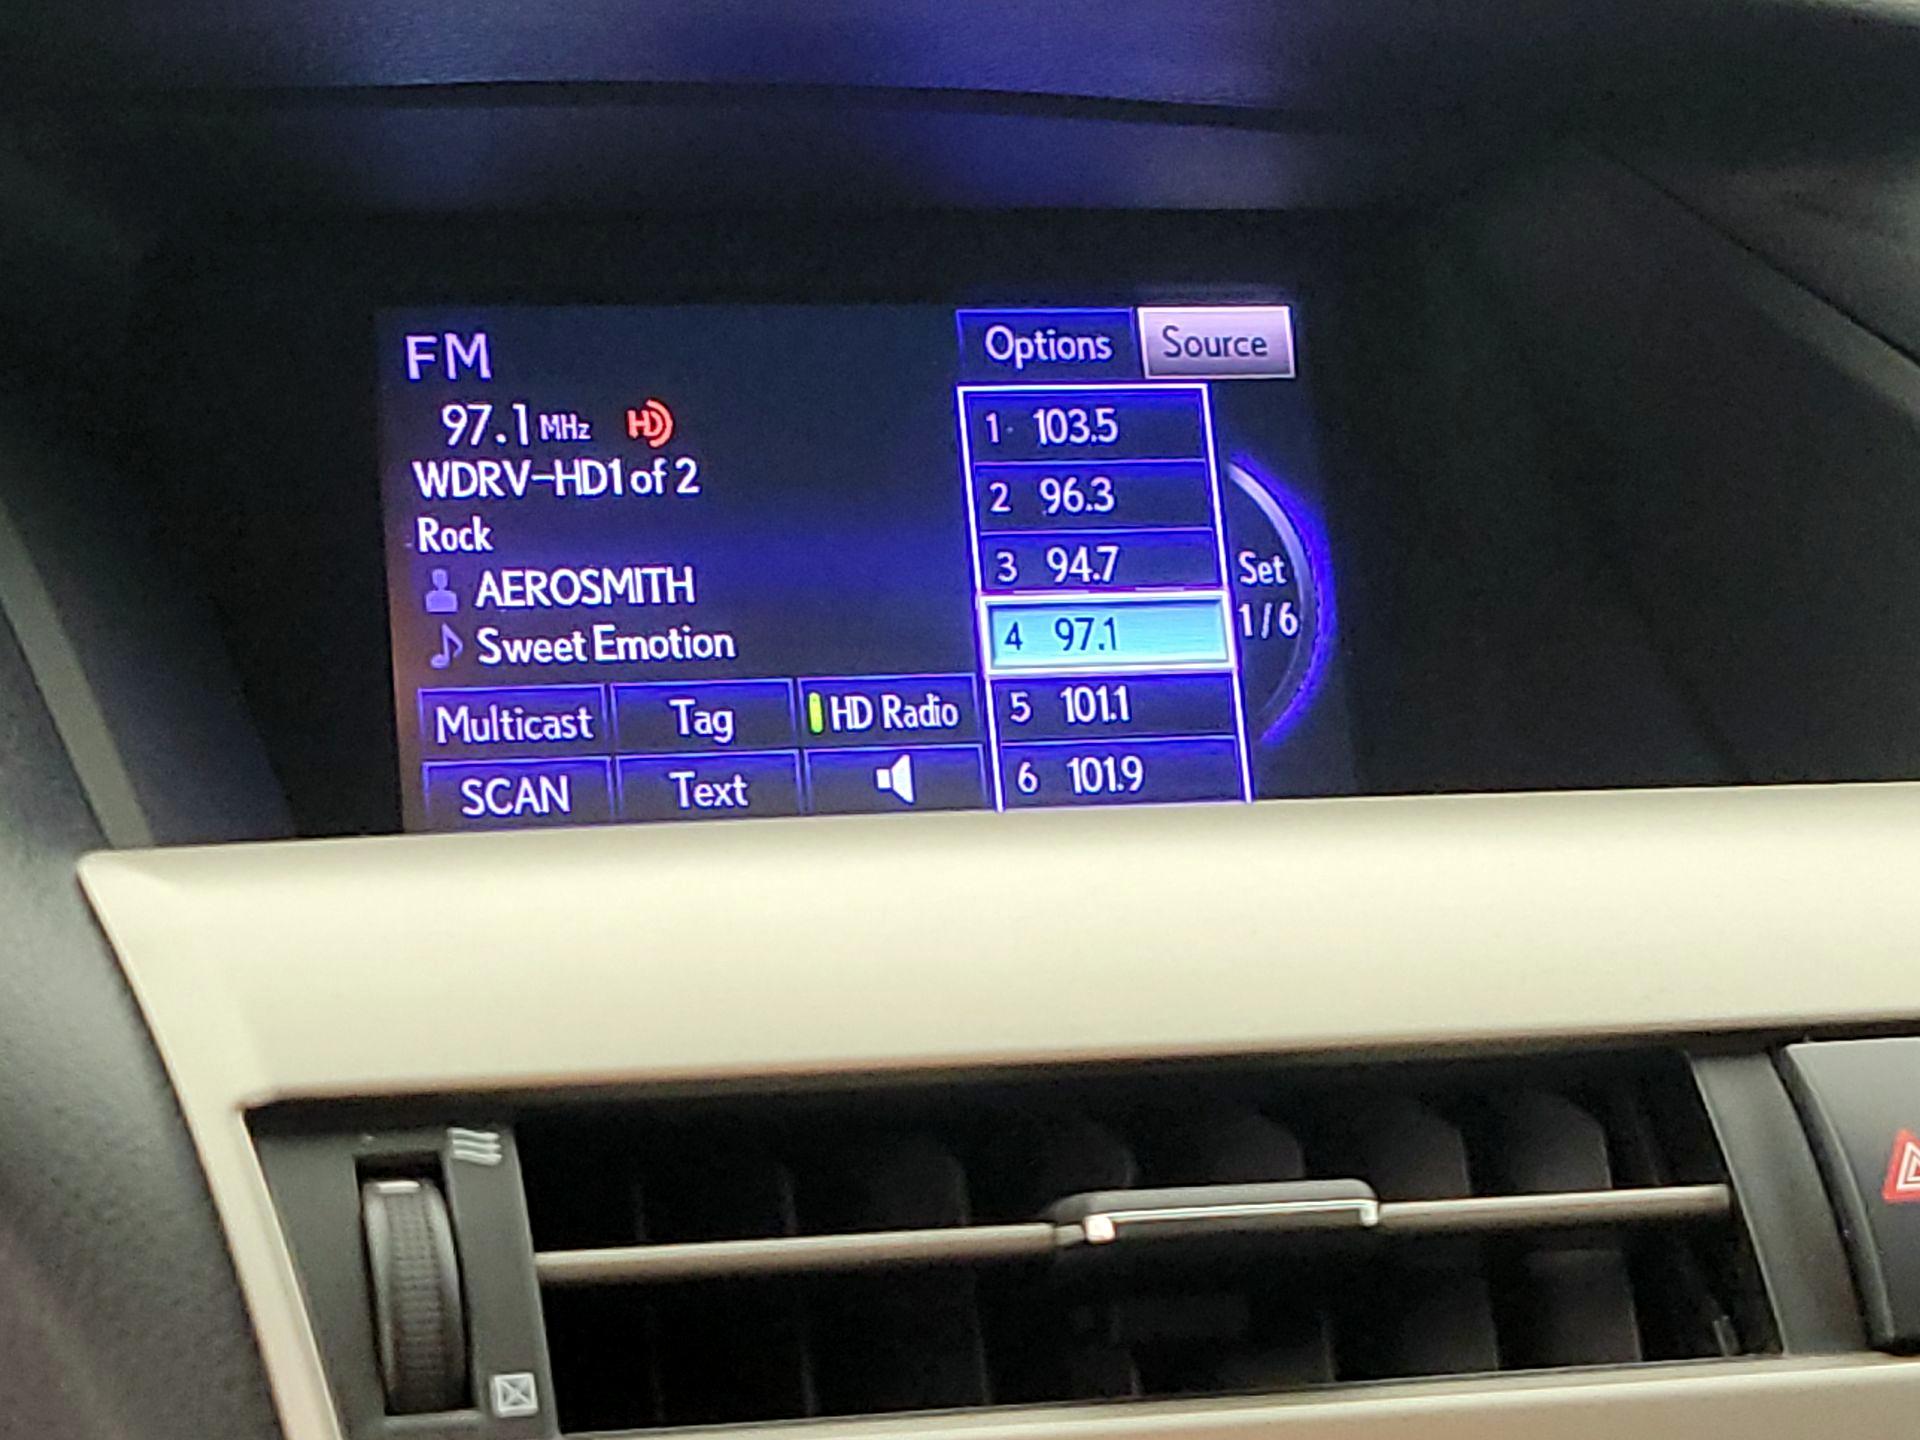 FM
Options Source
97.1 MHz HD
WDRV-HD1 of 2
Rock
AEROSMITH
Sweet Emotion
1 103.5
2 96.3
3 94.7
4 97.1
5 101.1
6 101.9
Set
1/6
Multicast Tag HD Radio
SCAN Text